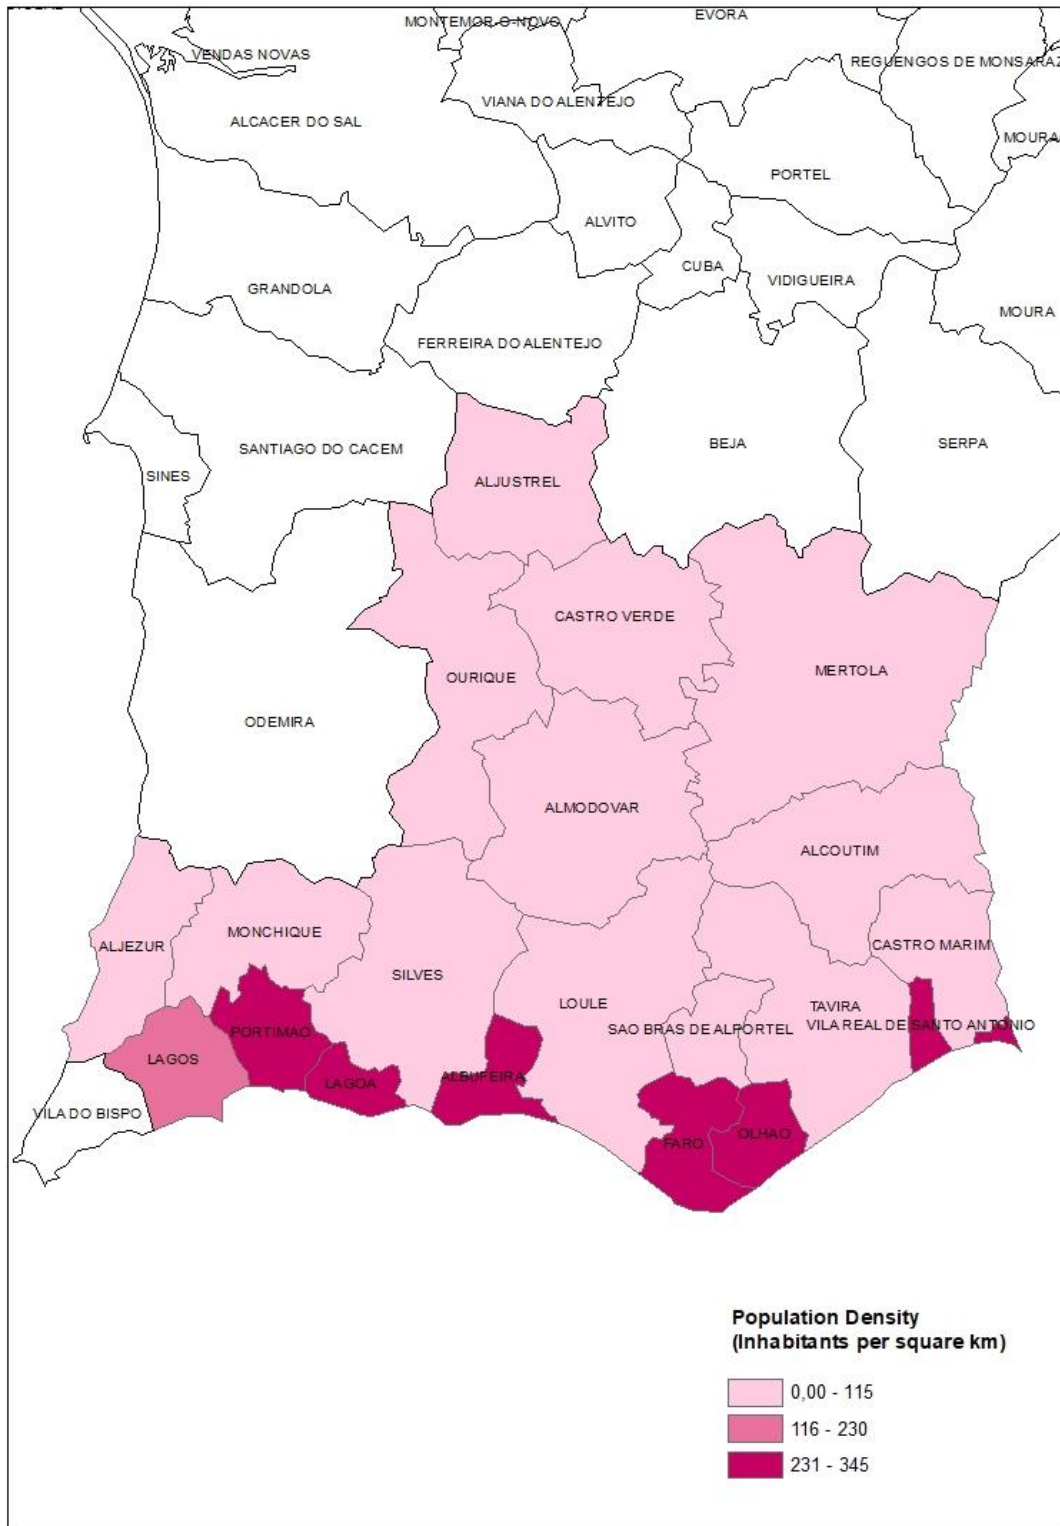 MONTEMOR-O-NOVO
EVORA
VENDAS NOVAS
REGUENGOS DE MONSARAZ
VIANA DO ALENTEJO
ALCACER DO SAL
MOURA
PORTEL
ALVITO
CUBA
VIDIGUEIRA
GRANDOLA
MOURA
FERREIRA DO ALENTEJO
BEJA
SERPA
SANTIAGO DO CACEM
SINES
ALJUSTREL
CASTRO VERDE
MERTOLA
OURIQUE
ODEMIRA
ALMODOVAR
ALCOUTIM
MONCHIQUE
ALJEZUR
CASTRO MARIM
SILVES
LOULE
TAVIRA
SAO BRAS DE ALPORTEL
VILA REAL DE SANTO ANTONIO
PORTIMAO
LAGOS
ALBUFEIRA
LAGOA
VILA DO BISPO
FARO
OLHAO
Population Density
(Inhabitants per square km)
0,00 - 115
116 - 230
231 - 345